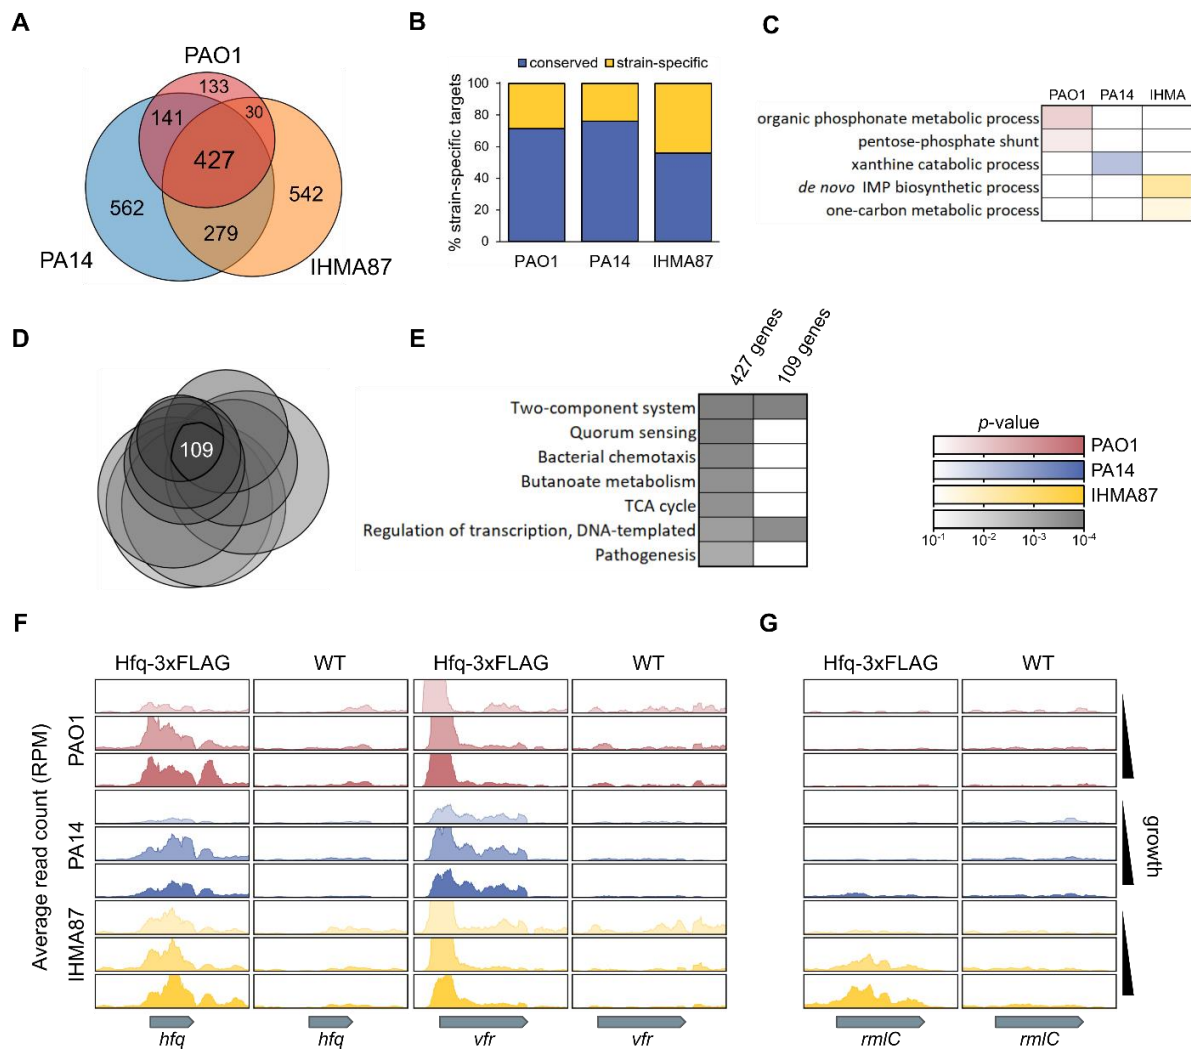 A
PAO1
133
141
30
427
562
542
279
PA14
IHMA87
B
conserved strain-specific
% strain-specific targets
100
80
60
40
20
0
PAO1 PA14 IHMA87
C
PAO1 PA14 IHMA
organic phosphonate metabolic process
pentose-phosphate shunt
xanthine catabolic process
de novo IMP biosynthetic process
one-carbon metabolic process
D
109
E
427 genes
109 genes
Two-component system
Quorum sensing
Bacterial chemotaxis
Butanoate metabolism
TCA cycle
Regulation of transcription, DNA-templated
Pathogenesis
p-value
PAO1
PA14
IHMA87
10-1 10-2 10-3 10-4
F
Hfq-3xFLAG WT Hfq-3xFLAG WT
Average read count (RPM)
PAO1
PA14
IHMA87
hfq hfq vfr vfr
G
Hfq-3xFLAG WT
growth
rmlC rmlC